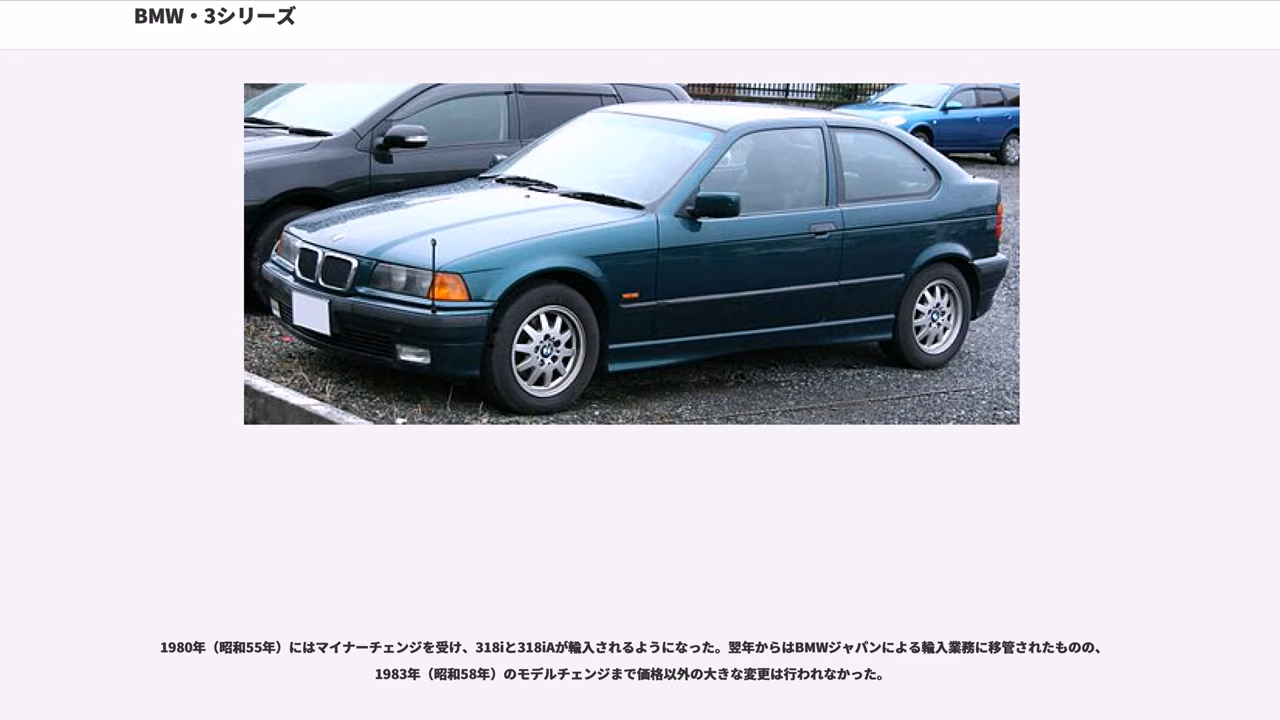 BMW・3シリーズ
1980年（昭和55年）にはマイナーチェンジを受け、318iと318iAが輸入されるようになった。翌年からはBMWジャパンによる輸入業務に移管されたものの、
1983年（昭和58年）のモデルチェンジまで価格以外の大きな変更は行われなかった。